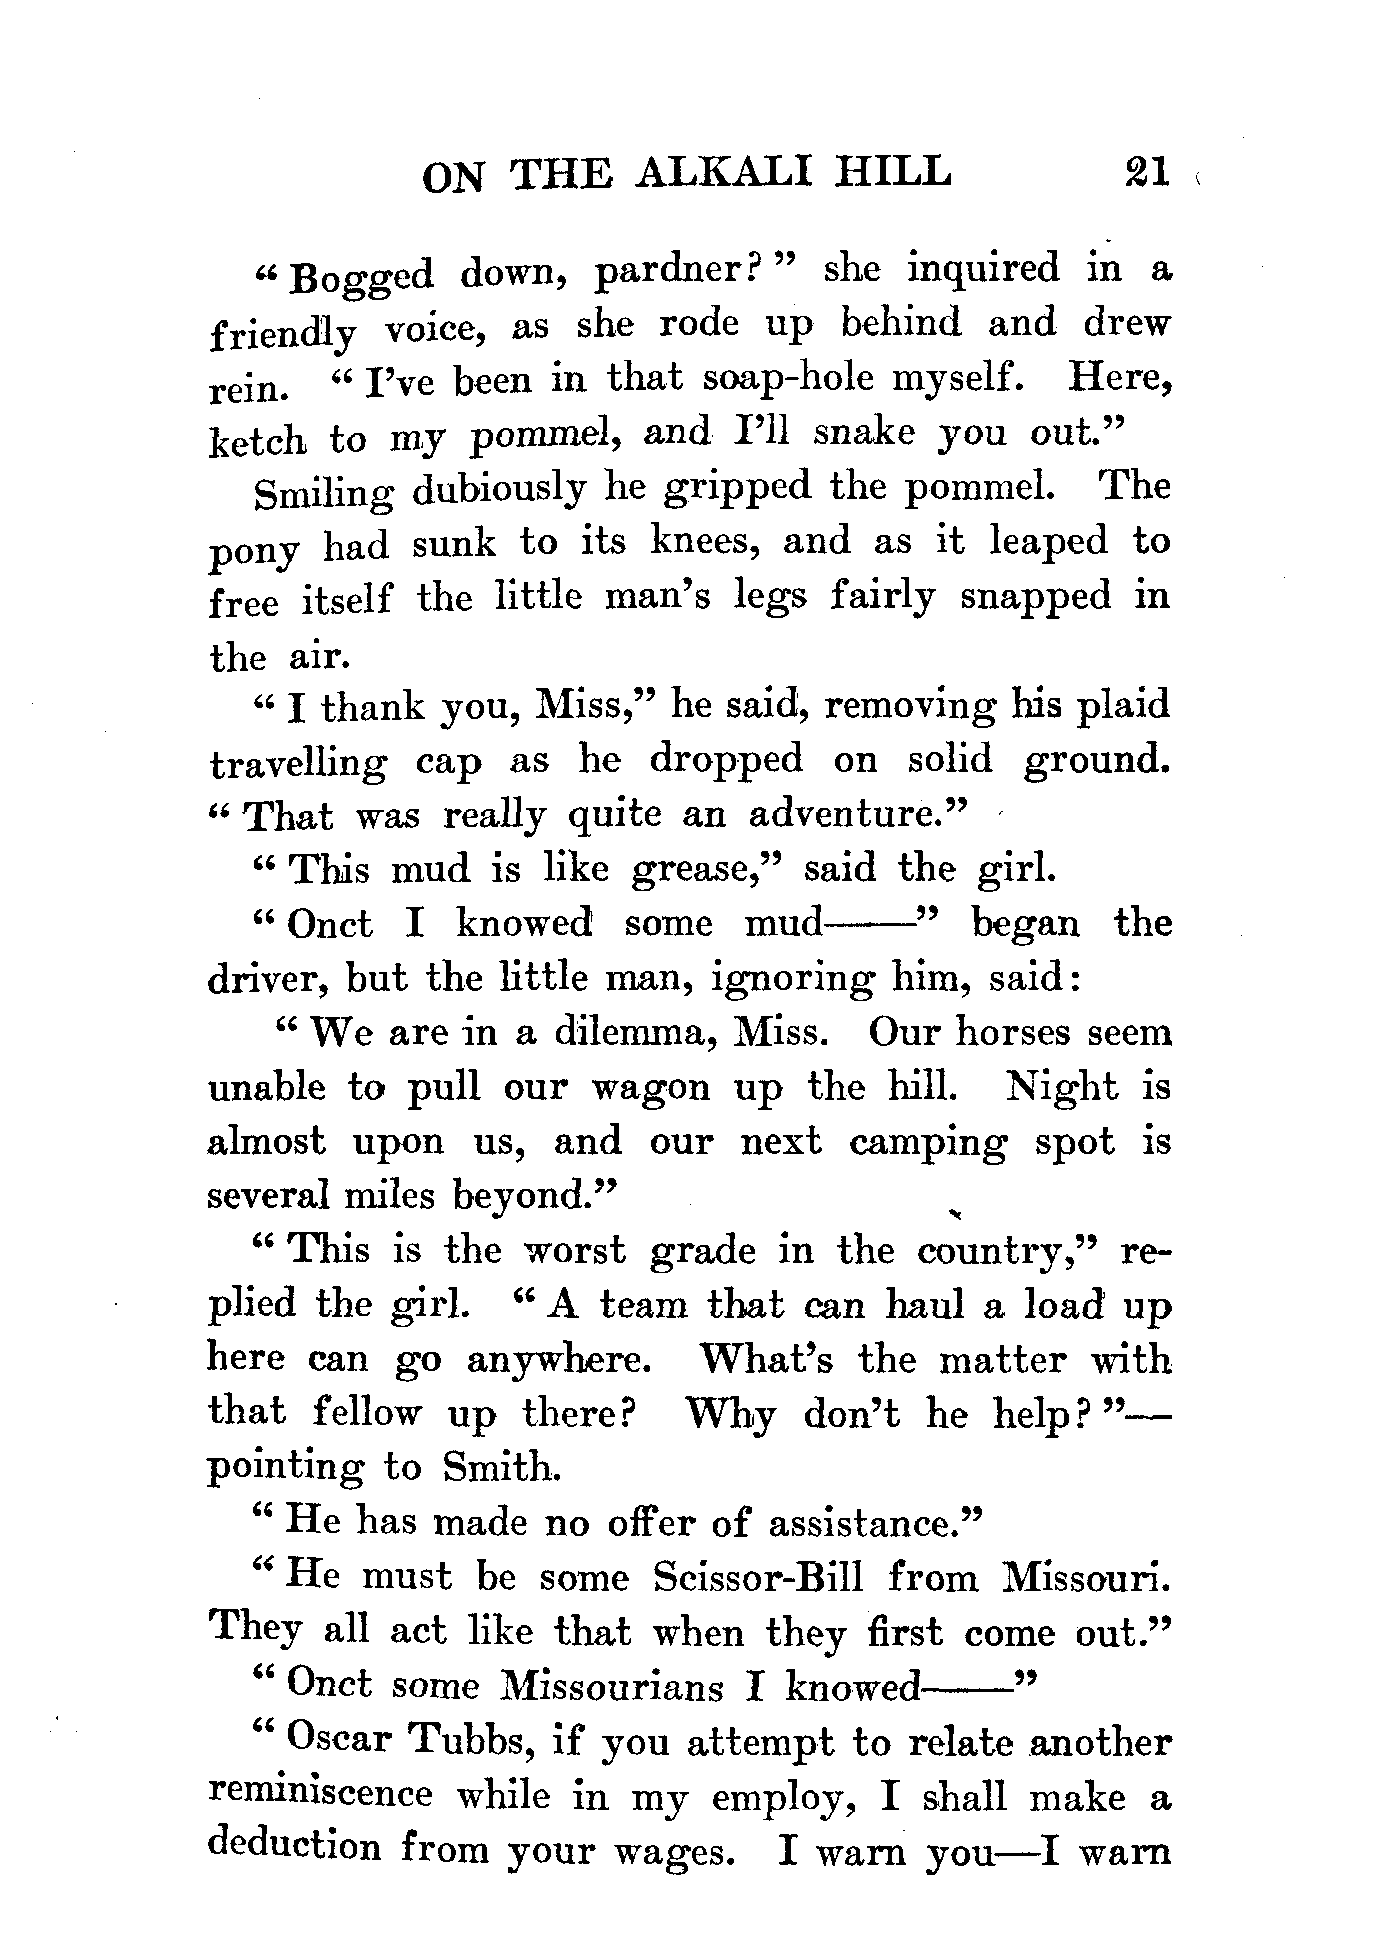 ON THE ALKALI HILL 21
“ Bogged down, pardner? ” she inquired in a
friendly voice, as she rode up behind and drew
rein. “ I’ve been in that soap-hole myself. Here,
ketch to my pommel, and I’ll snake you out.”
Smiling dubiously he gripped the pommel. The
pony had sunk to its knees, and as it leaped to
free itself the little man’s legs fairly snapped in
the air.
“ I thank you, Miss,” he said, removing his plaid
travelling cap as he dropped on solid ground.
“ That was really quite an adventure.”
“ This mud is like grease,” said the girl.
“ Onct I knowed some mud——” began the
driver, but the little man, ignoring him, said:
“ We are in a dilemma, Miss. Our horses seem
unable to pull our wagon up the hill. Night is
almost upon us, and our next camping spot is
several miles beyond.”
“ This is the worst grade in the country,” re-
plied the girl. “ A team that can haul a load up
here can go anywhere. What’s the matter with
that fellow up there? Why don’t he help? ”—
pointing to Smith.
“ He has made no offer of assistance.”
“ He must be some Scissor-Bill from Missouri.
They all act like that when they first come out.”
“ Onct some Missourians I knowed——”
“ Oscar Tubbs, if you attempt to relate another
reminiscence while in my employ, I shall make a
deduction from your wages. I warn you—I warn